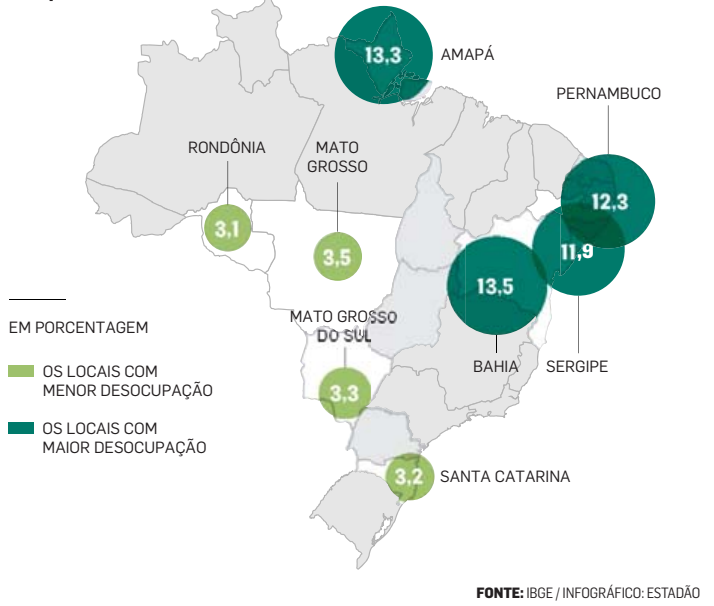 13,3
AMAPÁ
PERNAMBUCO
RONDÔNIA
MATO
GROSSO
12,3
3,1
3,5
11,9
13,5
EM PORCENTAGEM
MATO GROSSO
DO SUL
BAHIA
SERGIPE
OS LOCAIS COM
MENOR DESOCUPAÇÃO
3,3
OS LOCAIS COM
MAIOR DESOCUPAÇÃO
3,2
SANTA CATARINA
FONTE: IBGE / INFOGRÁFICO: ESTADÃO